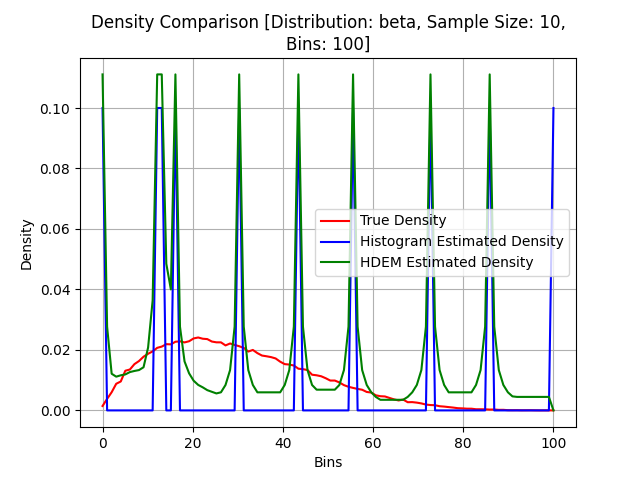 Density Comparison [Distribution: beta, Sample Size: 10,
Bins: 100]
Density
0.10
0.08
0.06
0.04
0.02
0.00
True Density
Histogram Estimated Density
HDEM Estimated Density
0 20 40 60 80 100
Bins